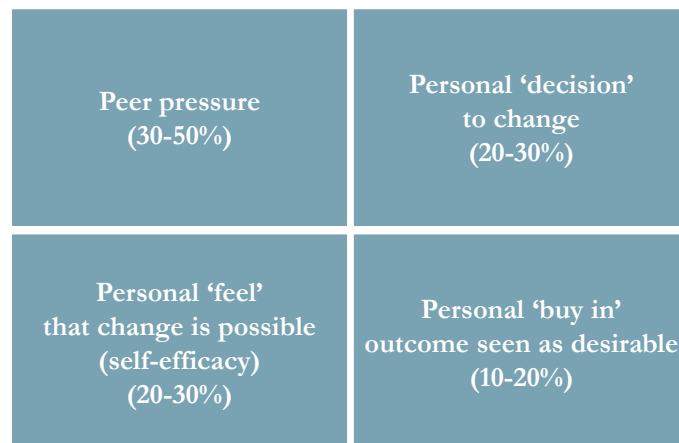 Peer pressure
(30-50%)
Personal ‘decision’
to change
(20-30%)
Personal ‘feel’
that change is possible
(self-efficacy)
(20-30%)
Personal ‘buy in’
outcome seen as desirable
(10-20%)